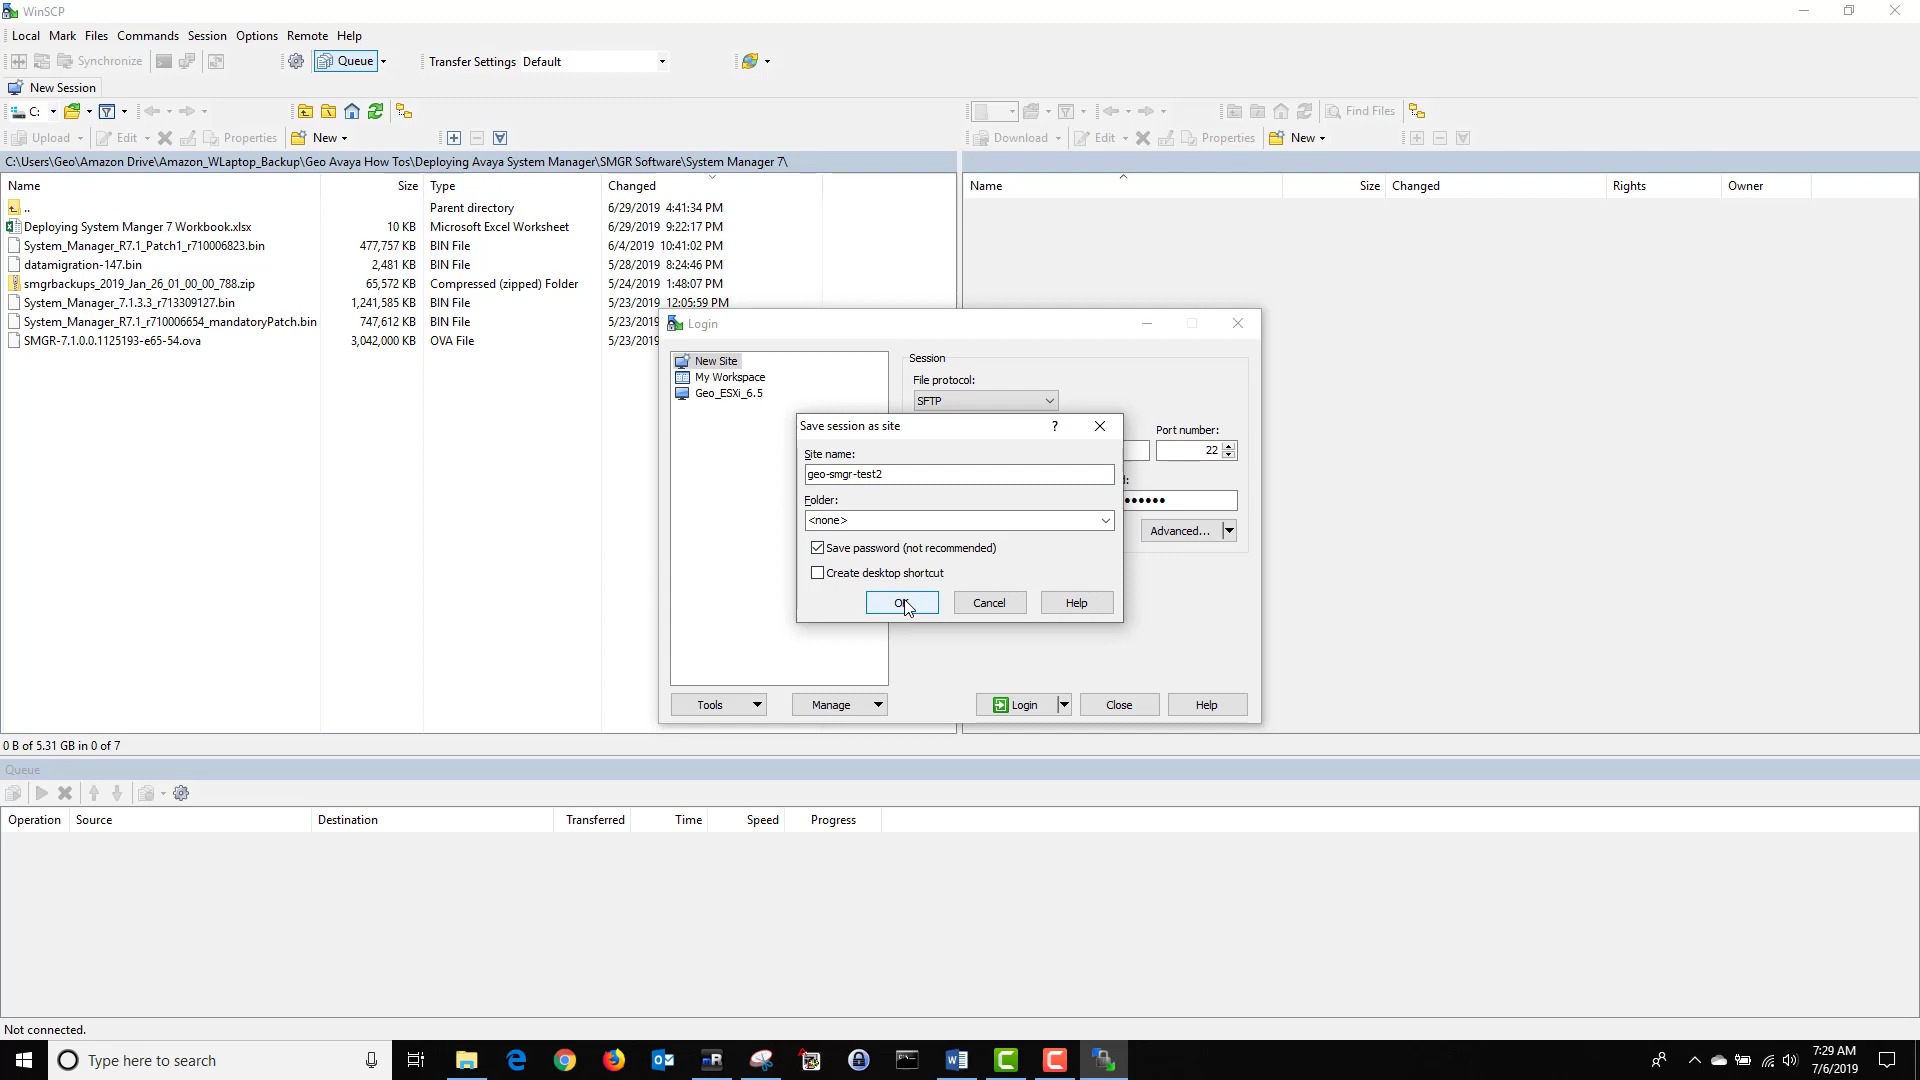 WinSCP
Local Mark Files Commands Session Options Remote Help
Synchronize Queue Transfer Settings Default
New Session
C: Find Files
Upload Edit Properties New Download Edit Properties New
C:\Users\Geo\Amazon Drive\Amazon_WLaptop_Backup\Geo Avaya How Tos\Deploying Avaya System Manager\SMGR Software\System Manager 7\
Name Size Type Changed Name Size Changed Rights Owner
.. Parent directory 6/29/2019 4:41:34 PM
Deploying System Manger 7 Workbook.xlsx 10 KB Microsoft Excel Worksheet 6/29/2019 9:22:17 PM
System_Manager_R7.1_Patch1_r710006823.bin 477,757 KB BIN File 6/4/2019 10:41:02 PM
datamigration-147.bin 2,481 KB BIN File 5/28/2019 8:24:46 PM
smgrbackups_2019_Jan_26_01_00_00_788.zip 65,572 KB Compressed (zipped) Folder 5/24/2019 1:48:07 PM
System_Manager_7.1.3.3_r713309127.bin 1,241,585 KB BIN File 5/23/2019 12:05:59 PM
System_Manager_R7.1_r710006654_mandatoryPatch.bin 747,612 KB BIN File 5/23/2019
SMGR-7.1.0.0.1125193-e65-54.ova 3,042,000 KB OVA File 5/23/2019
Login
New Site
My Workspace
Geo_ESXi_6.5
Session
File protocol:
SFTP
Port number:
22
Advanced...
Save session as site ?
Site name:
geo-smgr-test2
Folder:
<none>
Save password (not recommended)
Create desktop shortcut
OK Cancel Help
Tools Manage Login Close Help
0 B of 5.31 GB in 0 of 7
Queue
Operation Source Destination Transferred Time Speed Progress
Not connected.
Type here to search
7:29 AM
7/6/2019